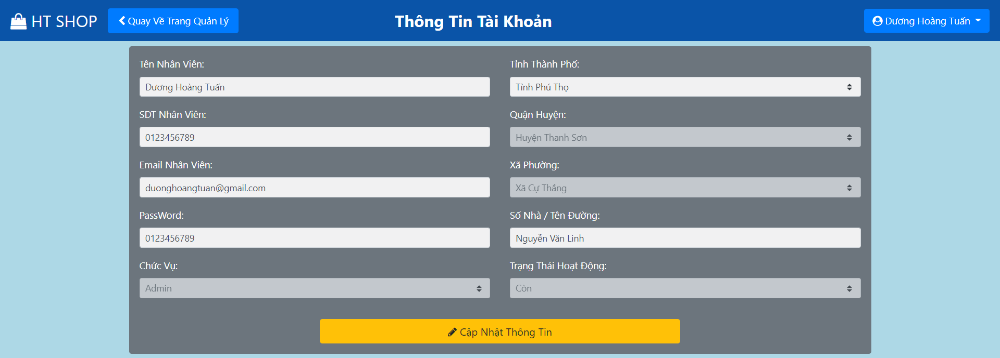 HT SHOP
Quay Về Trang Quản Lý
Thông Tin Tài Khoản
Dương Hoàng Tuấn
Tên Nhân Viên:
Dương Hoàng Tuấn
SDT Nhân Viên:
0123456789
Email Nhân Viên:
duonghoangtuan@gmail.com
PassWord:
0123456789
Chức Vụ:
Admin
Tỉnh Thành Phố:
Tỉnh Phú Thọ
Quận Huyện:
Huyện Thanh Sơn
Xã Phường:
Xã Cự Thắng
Số Nhà / Tên Đường:
Nguyễn Văn Linh
Trạng Thái Hoạt Động:
Còn
Cập Nhật Thông Tin